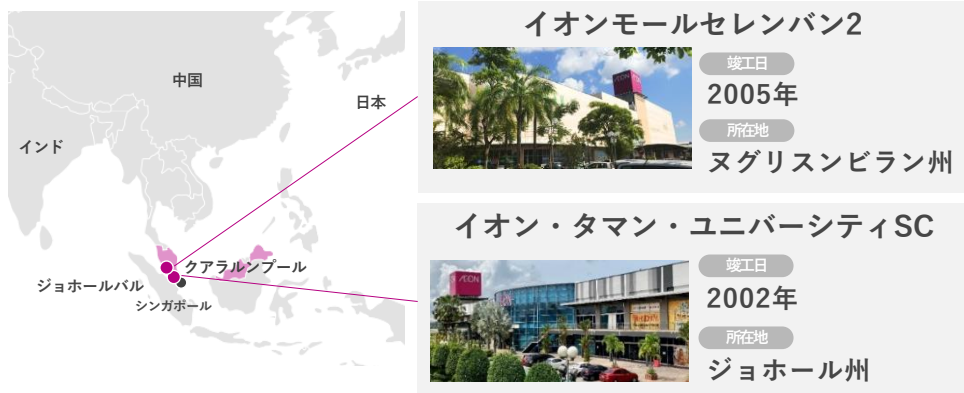 中国
日本
インド
クアラルンプール
ジョホールバル
シンガポール
イオンモールセレンバン2
AEON
竣工日
2005年
所在地
ヌグリスンビラン州
イオン・タマン・ユニバーシティSC
AEON
竣工日
2002年
所在地
ジョホール州